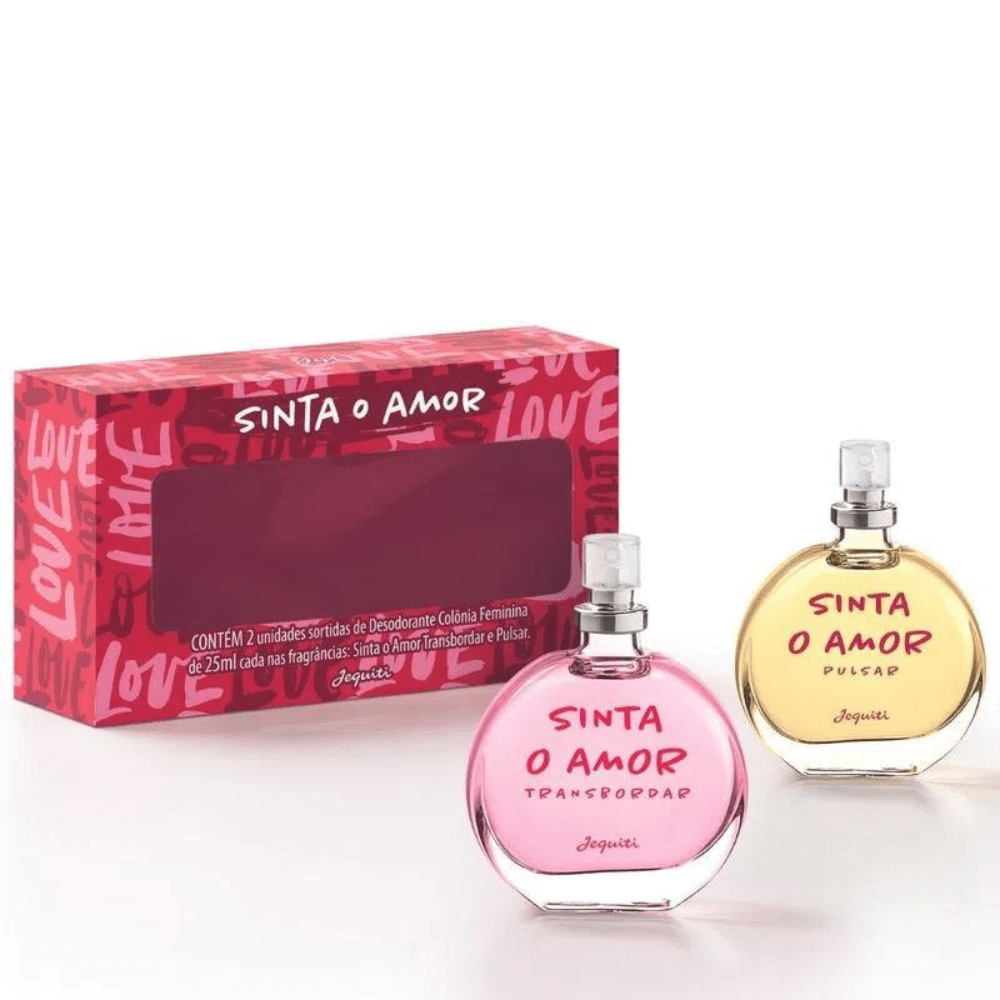 SINTA O AMOR
LOVE
LOVE
LOVE
LOVE
LOVE
CONTÉM 2 unidades sortidas de Desodorante Colônia Feminina
de 25ml cada nas fragrâncias: Sinta o Amor Transbordar e Pulsar.
Jequiti
SINTA
O AMOR
TRANSBORDAR
Jequiti
SINTA
O AMOR
PULSAR
Jequiti